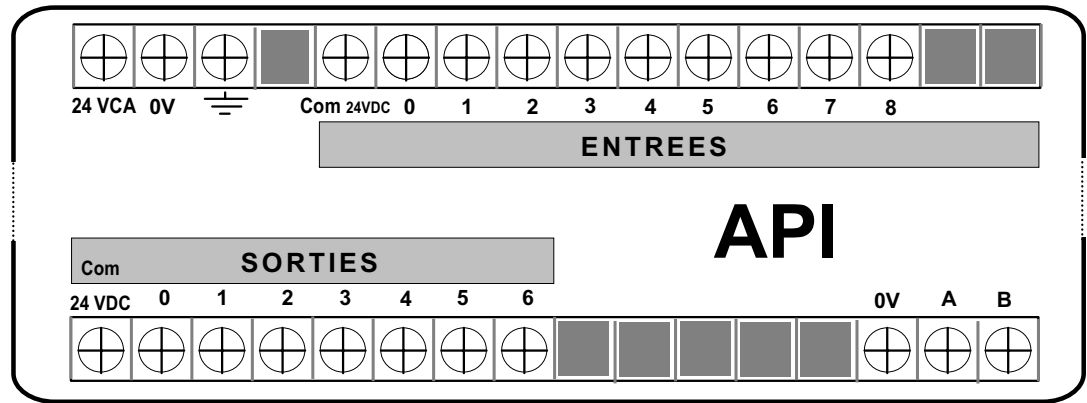 24 VCA 0V Com 24VDC 0 1 2 3 4 5 6 7 8
ENTREES
API
Com SORTIES
24 VDC 0 1 2 3 4 5 6 0V A B